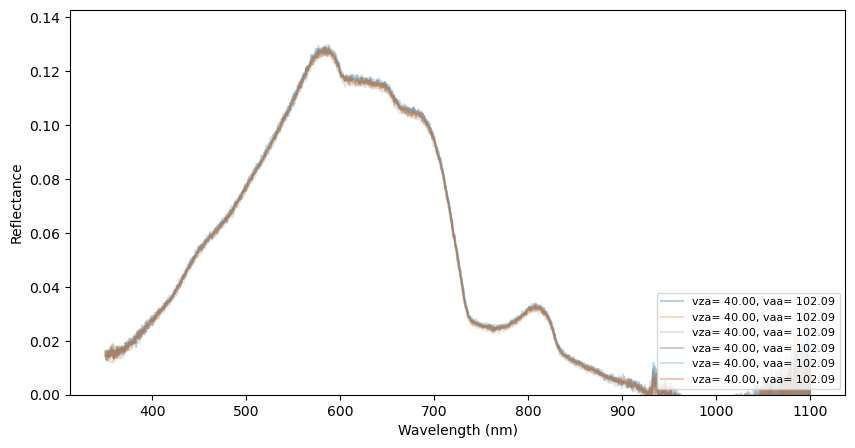 0.14
0.12
0.10
0.08
0.06
0.04
0.02
0.00
Reflectance
vza= 40.00, vaa= 102.09
vza= 40.00, vaa= 102.09
vza= 40.00, vaa= 102.09
vza= 40.00, vaa= 102.09
vza= 40.00, vaa= 102.09
vza= 40.00, vaa= 102.09
400 500 600 700 800 900 1000 1100
Wavelength (nm)